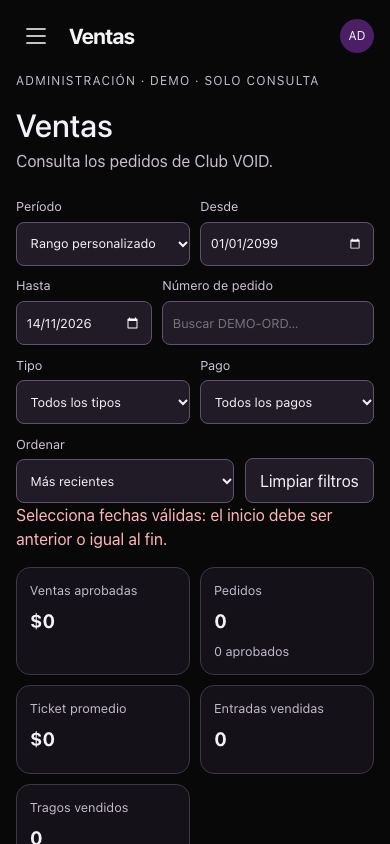 Ventas
AD
ADMINISTRACIÓN · DEMO · SOLO CONSULTA
Ventas
Consulta los pedidos de Club VOID.
Período
Desde
Rango personalizado
01/01/2099
Hasta
Número de pedido
14/11/2026
Buscar DEMO-ORD...
Tipo
Pago
Todos los tipos
Todos los pagos
Ordenar
Más recientes
Limpiar filtros
Selecciona fechas válidas: el inicio debe ser
anterior o igual al fin.
Ventas aprobadas
$0
Pedidos
0
0 aprobados
Ticket promedio
$0
Entradas vendidas
0
Tragos vendidos
0